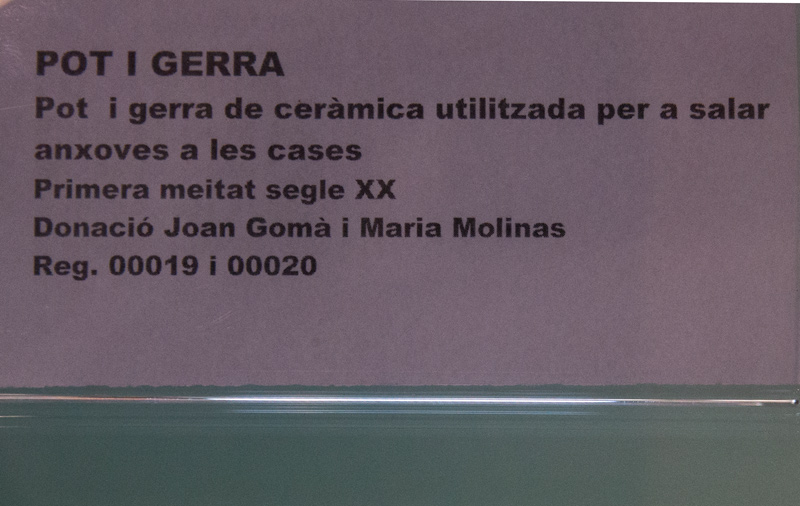 POT I GERRA
Pot i gerra de ceràmica utilitzada per a salar
anxoves a les cases
Primera meitat segle XX
Donació Joan Gomà i Maria Molinas
Reg. 00019 i 00020